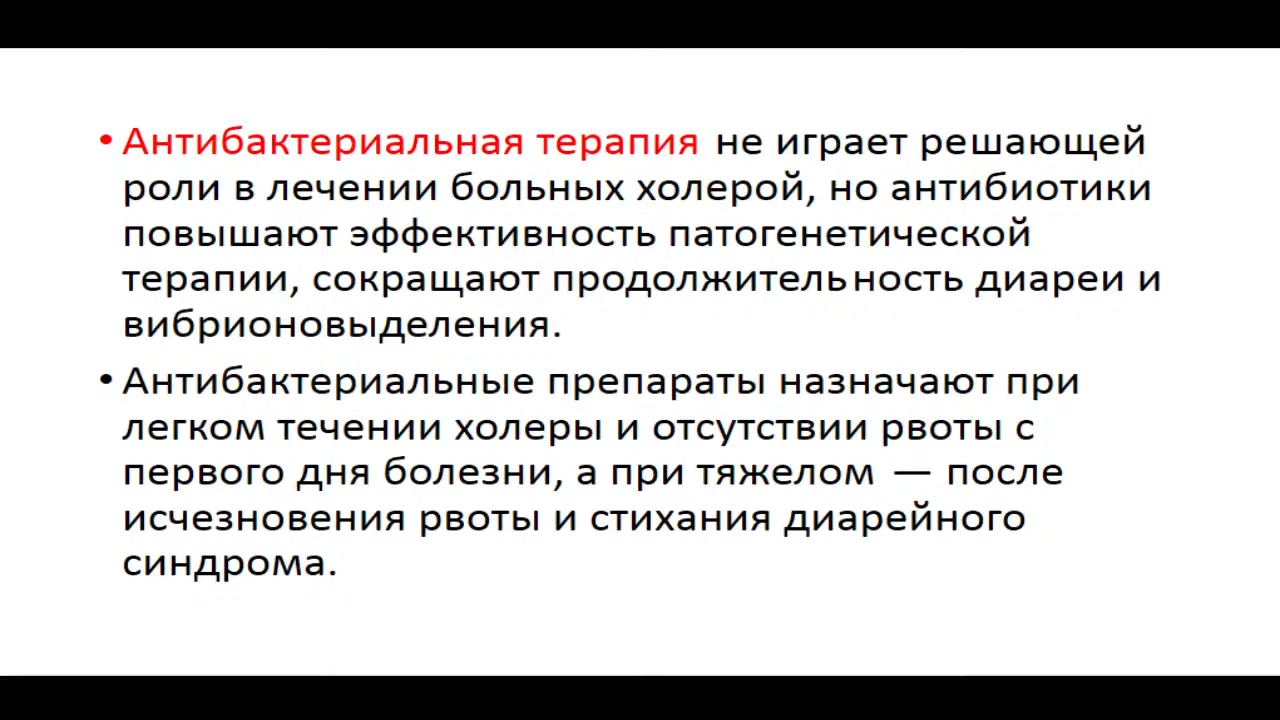 • Антибактериальная терапия не играет решающей
роли в лечении больных холерой, но антибиотики
повышают эффективность патогенетической
терапии, сокращают продолжительность диареи и
вибрионовыделения.
• Антибактериальные препараты назначают при
легком течении холеры и отсутствии рвоты с
первого дня болезни, а при тяжелом — после
исчезновения рвоты и стихания диарейного
синдрома.